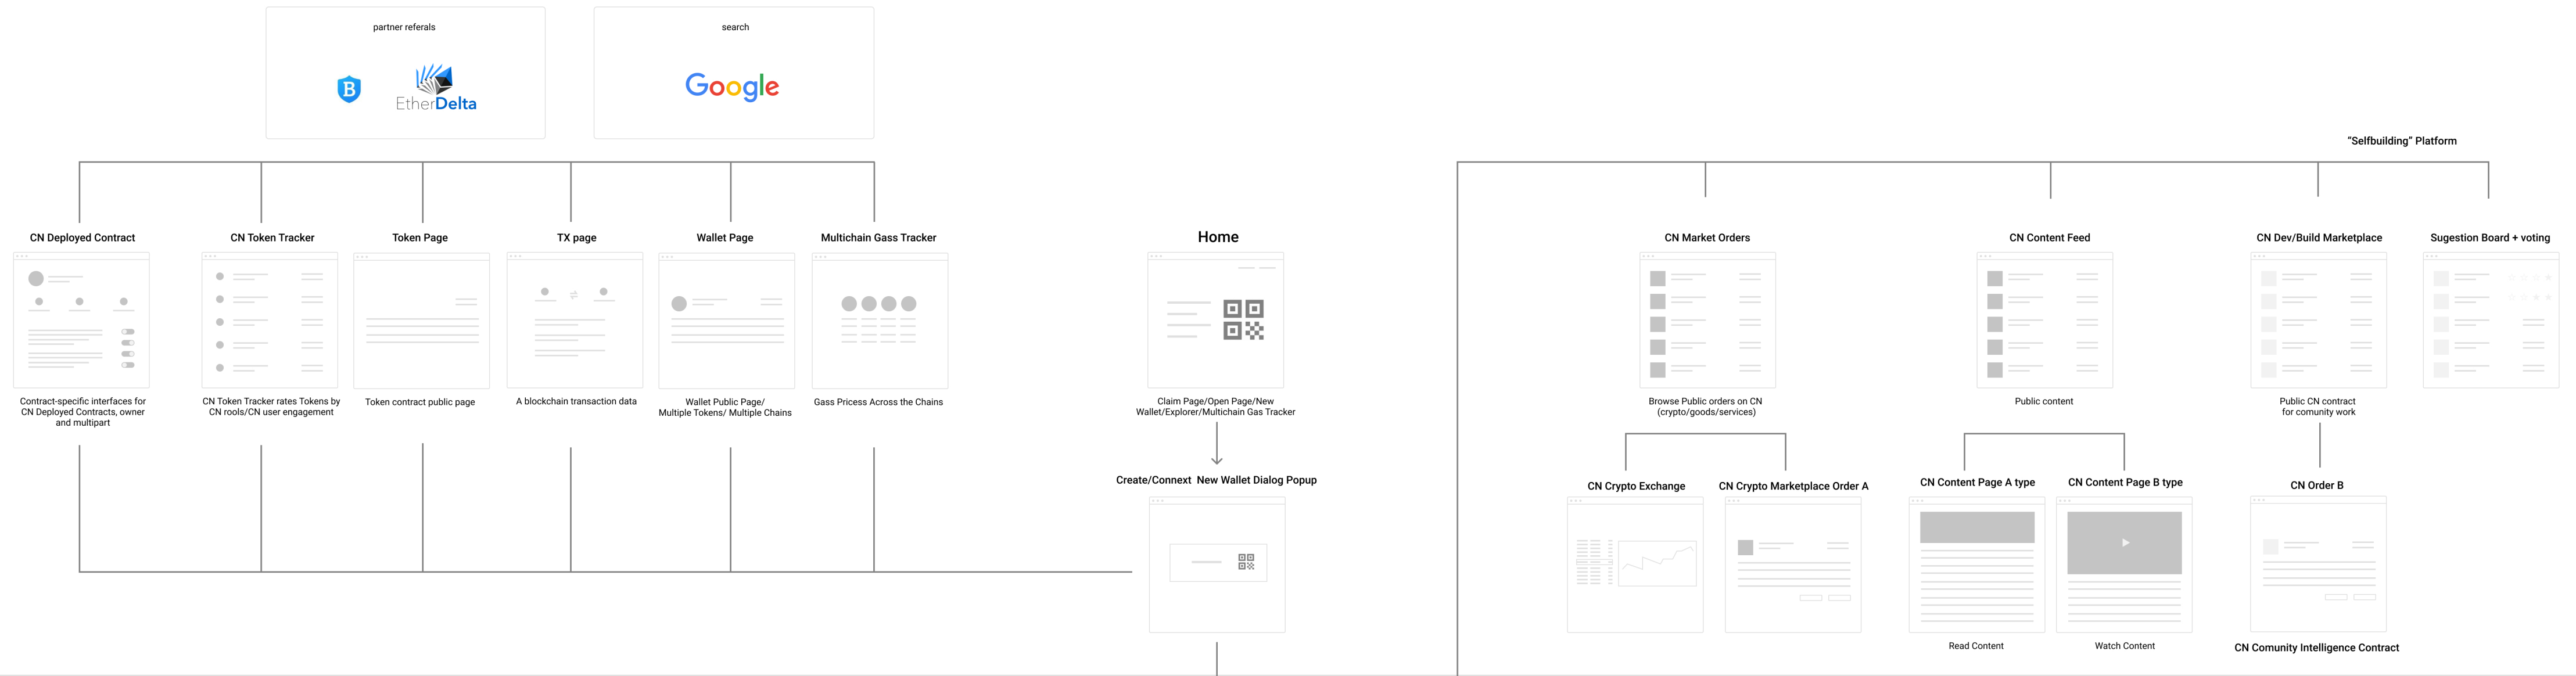 partner referals
search
B
EtherDelta
Google
“Selfbuilding” Platform
CN Deployed Contract
CN Token Tracker
Token Page
TX page
Wallet Page
Multichain Gass Tracker
Home
CN Market Orders
CN Content Feed
CN Dev/Build Marketplace
Sugestion Board + voting
Contract-specific interfaces for
CN Deployed Contracts, owner
and multipart
CN Token Tracker rates Tokens by
CN rools/CN user engagement
Token contract public page
A blockchain transaction data
Wallet Public Page/
Multiple Tokens/ Multiple Chains
Gass Pricess Across the Chains
Claim Page/Open Page/New
Wallet/Explorer/Multichain Gas Tracker
Browse Public orders on CN
(crypto/goods/services)
Public content
Public CN contract
for comunity work
Create/Connext New Wallet Dialog Popup
CN Crypto Exchange
CN Crypto Marketplace Order A
CN Content Page A type
CN Content Page B type
CN Order B
Read Content
Watch Content
CN Comunity Intelligence Contract